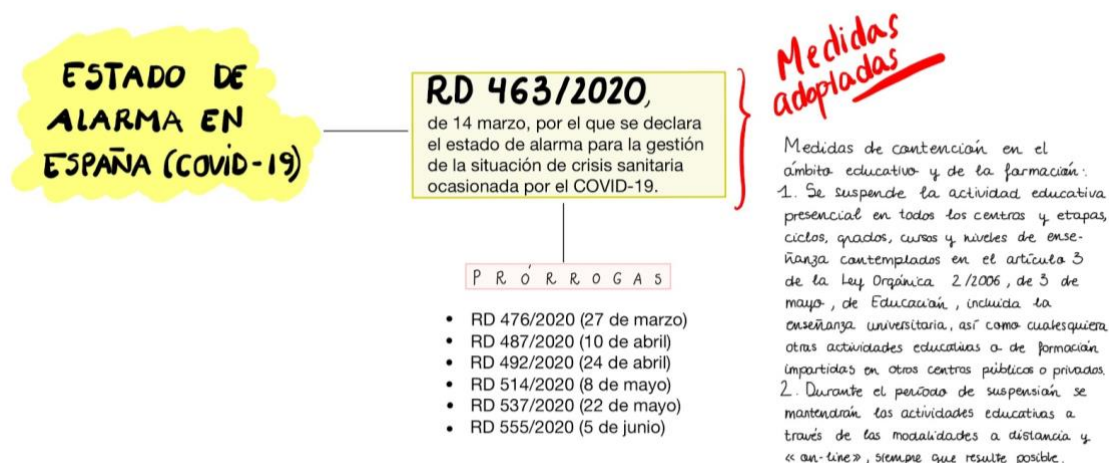 ESTADO DE
ALARMA EN
ESPAÑA (COVID-19)
RD 463/2020,
de 14 marzo, por el que se declara
el estado de alarma para la gestión
de la situación de crisis sanitaria
ocasionada por el COVID-19.
PRÓRROGAS
• RD 476/2020 (27 de marzo)
• RD 487/2020 (10 de abril)
• RD 492/2020 (24 de abril)
• RD 514/2020 (8 de mayo)
• RD 537/2020 (22 de mayo)
• RD 555/2020 (5 de junio)
Medidas
adoptadas
Medidas de contención en el
ámbito educativo y de la formación:
1. Se suspende la actividad educativa
presencial en todos los centros y etapas,
ciclos, grados, cursos y niveles de ense-
ñanza contemplados en el artículo 3
de la Ley Orgánica 2/2006, de 3 de
mayo, de Educación, incluida la
enseñanza universitaria, así como cualesquiera
otras actividades educativas o de formación
impartidas en otros centros públicos o privados.
2. Durante el período de suspensión se
mantendrán las actividades educativas a
través de las modalidades a distancia y
«on-line», siempre que resulte posible.